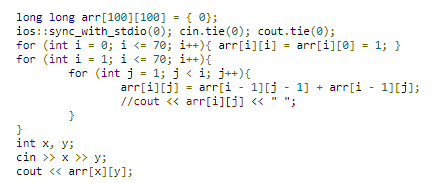 long long arr[100][100] = { 0};
ios::sync_with_stdio(0); cin.tie(0); cout.tie(0);
for (int i = 0; i <= 70; i++){ arr[i][i] = arr[i][0] = 1; }
for (int i = 1; i <= 70; i++){
        for (int j = 1; j < i; j++){
                arr[i][j] = arr[i - 1][j - 1] + arr[i - 1][j];
                //cout << arr[i][j] << " ";
        }
}
int x, y;
cin >> x >> y;
cout << arr[x][y];